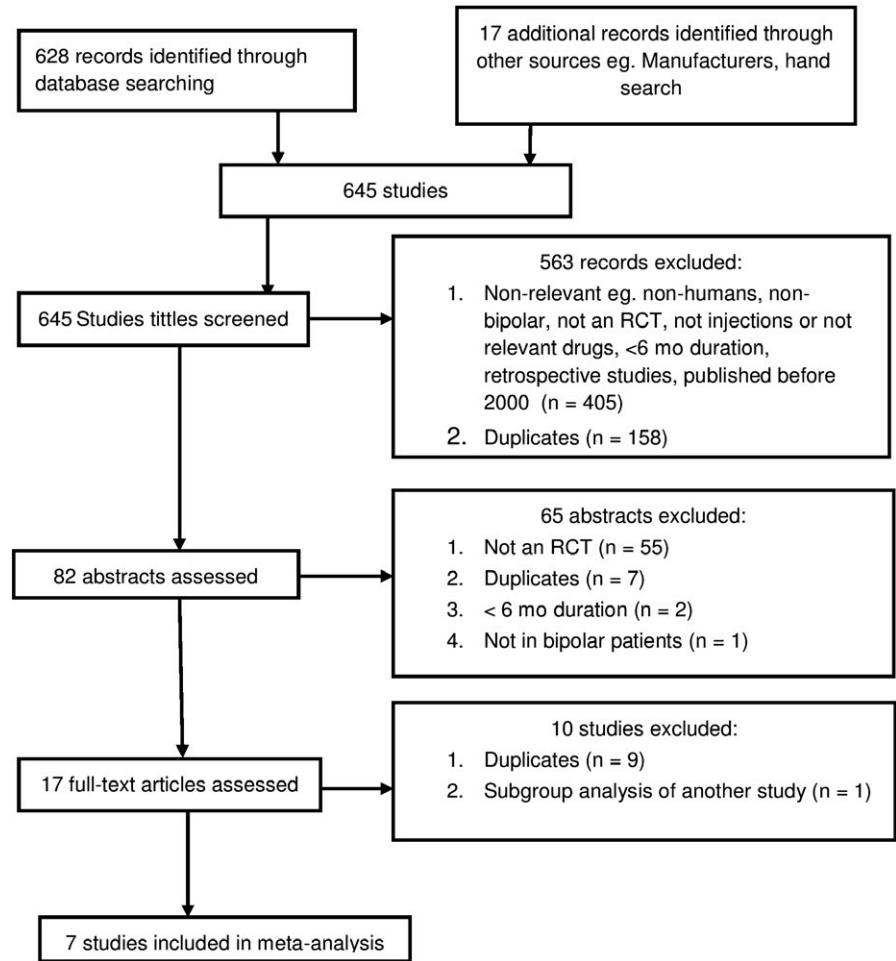 628 records identified through
database searching
17 additional records identified through
other sources eg. Manufacturers, hand
search
645 studies
645 Studies tittles screened
563 records excluded:
1. Non-relevant eg. non-humans, non-
bipolar, not an RCT, not injections or not
relevant drugs, <6 mo duration,
retrospective studies, published before
2000 (n = 405)
2. Duplicates (n = 158)
82 abstracts assessed
65 abstracts excluded:
1. Not an RCT (n = 55)
2. Duplicates (n = 7)
3. < 6 mo duration (n = 2)
4. Not in bipolar patients (n = 1)
17 full-text articles assessed
10 studies excluded:
1. Duplicates (n = 9)
2. Subgroup analysis of another study (n = 1)
7 studies included in meta-analysis